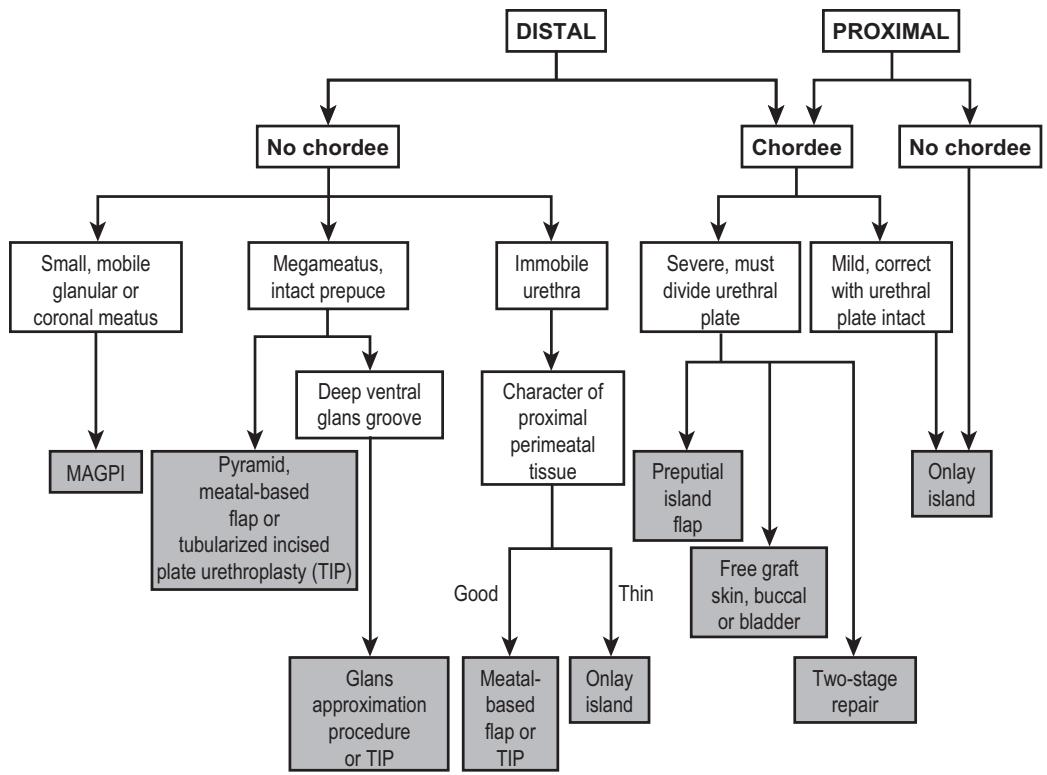 DISTAL
PROXIMAL
No chordee
Chordee
No chordee
Small, mobile
glanular or
coronal meatus
Megameatus,
intact prepuce
Immobile
urethra
Severe, must
divide urethral
plate
Mild, correct
with urethral
plate intact
Deep ventral
glans groove
Character of
proximal
perimeatal
tissue
MAGPI
Pyramid,
meatal-based
flap or
tubularized incised
plate urethroplasty (TIP)
Preputial
island
flap
Onlay
island
Free graft
skin, buccal
or bladder
Good
Thin
Glans
approximation
procedure
or TIP
Meatal-
based
flap or
TIP
Onlay
island
Two-stage
repair